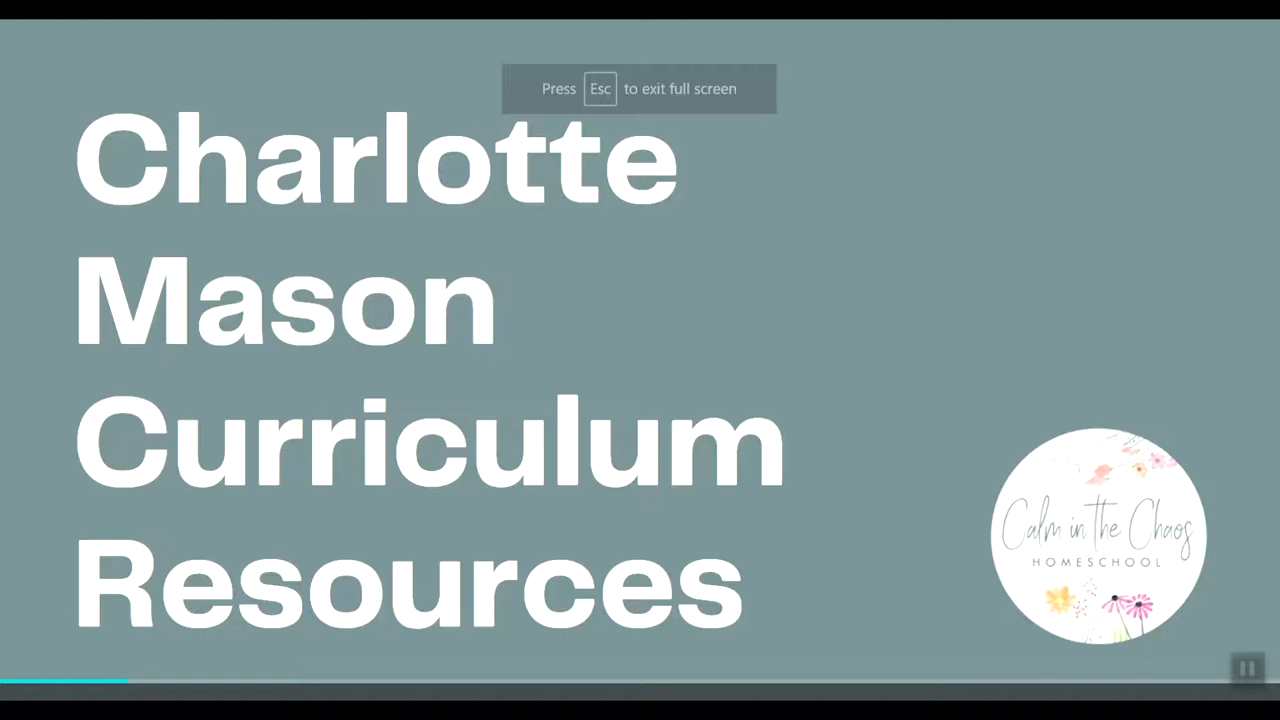 Press Esc to exit full screen
Charlotte
Mason
Curriculum
Resources
Calm in the Chaos
HOMESCHOOL